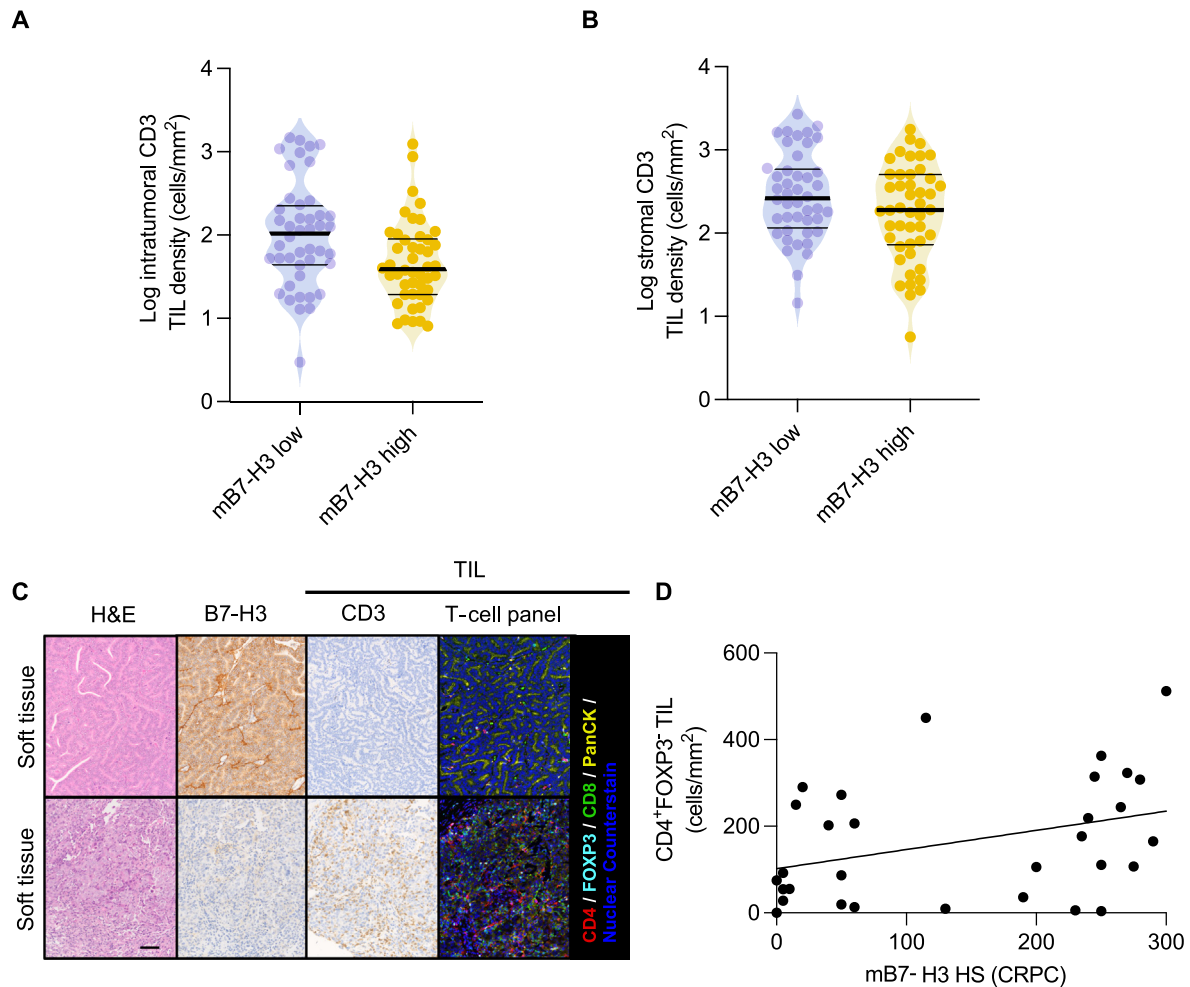 A
Log intratumoral CD3
TIL density (cells/mm²)
4
3
2
1
0
mB7-H3 low
mB7-H3 high
B
Log stromal CD3
TIL density (cells/mm²)
4
3
2
1
0
mB7-H3 low
mB7-H3 high
C
TIL
H&E
B7-H3
CD3
T-cell panel
Soft tissue
Soft tissue
CD4 / FOXP3 / CD8 / PanCK /
Nuclear Counterstain
D
CD4⁺FOXP3⁻ TIL
(cells/mm²)
600
400
200
0
0
100
200
300
mB7- H3 HS (CRPC)